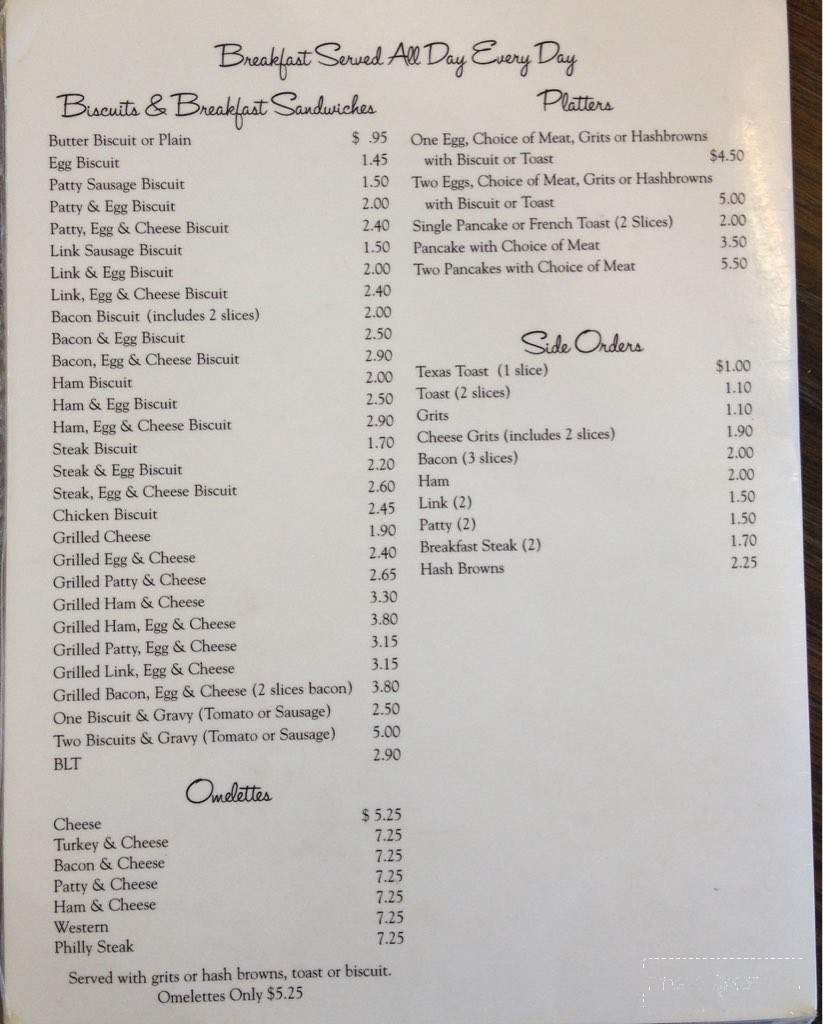 Breakfast Served All Day Every Day
Biscuits & Breakfast Sandwiches
Butter Biscuit or Plain $ .95
Egg Biscuit 1.45
Patty Sausage Biscuit 1.50
Patty & Egg Biscuit 2.00
Patty, Egg & Cheese Biscuit 2.40
Link Sausage Biscuit 1.50
Link & Egg Biscuit 2.00
Link, Egg & Cheese Biscuit 2.40
Bacon Biscuit (includes 2 slices) 2.00
Bacon & Egg Biscuit 2.50
Bacon, Egg & Cheese Biscuit 2.90
Ham Biscuit 2.00
Ham & Egg Biscuit 2.50
Ham, Egg & Cheese Biscuit 2.90
Steak Biscuit 1.70
Steak & Egg Biscuit 2.20
Steak, Egg & Cheese Biscuit 2.60
Chicken Biscuit 2.45
Grilled Cheese 1.90
Grilled Egg & Cheese 2.40
Grilled Patty & Cheese 2.65
Grilled Ham & Cheese 3.30
Grilled Ham, Egg & Cheese 3.80
Grilled Patty, Egg & Cheese 3.15
Grilled Link, Egg & Cheese 3.15
Grilled Bacon, Egg & Cheese (2 slices bacon) 3.80
One Biscuit & Gravy (Tomato or Sausage) 2.50
Two Biscuits & Gravy (Tomato or Sausage) 5.00
BLT 2.90
Omelettes
Cheese $ 5.25
Turkey & Cheese 7.25
Bacon & Cheese 7.25
Patty & Cheese 7.25
Ham & Cheese 7.25
Western 7.25
Philly Steak 7.25
Served with grits or hash browns, toast or biscuit.
Omelettes Only $5.25
Platters
One Egg, Choice of Meat, Grits or Hashbrowns
with Biscuit or Toast $4.50
Two Eggs, Choice of Meat, Grits or Hashbrowns
with Biscuit or Toast 5.00
Single Pancake or French Toast (2 Slices) 2.00
Pancake with Choice of Meat 3.50
Two Pancakes with Choice of Meat 5.50
Side Orders
Texas Toast (1 slice) $1.00
Toast (2 slices) 1.10
Grits 1.10
Cheese Grits (includes 2 slices) 1.90
Bacon (3 slices) 2.00
Ham 2.00
Link (2) 1.50
Patty (2) 1.50
Breakfast Steak (2) 1.70
Hash Browns 2.25